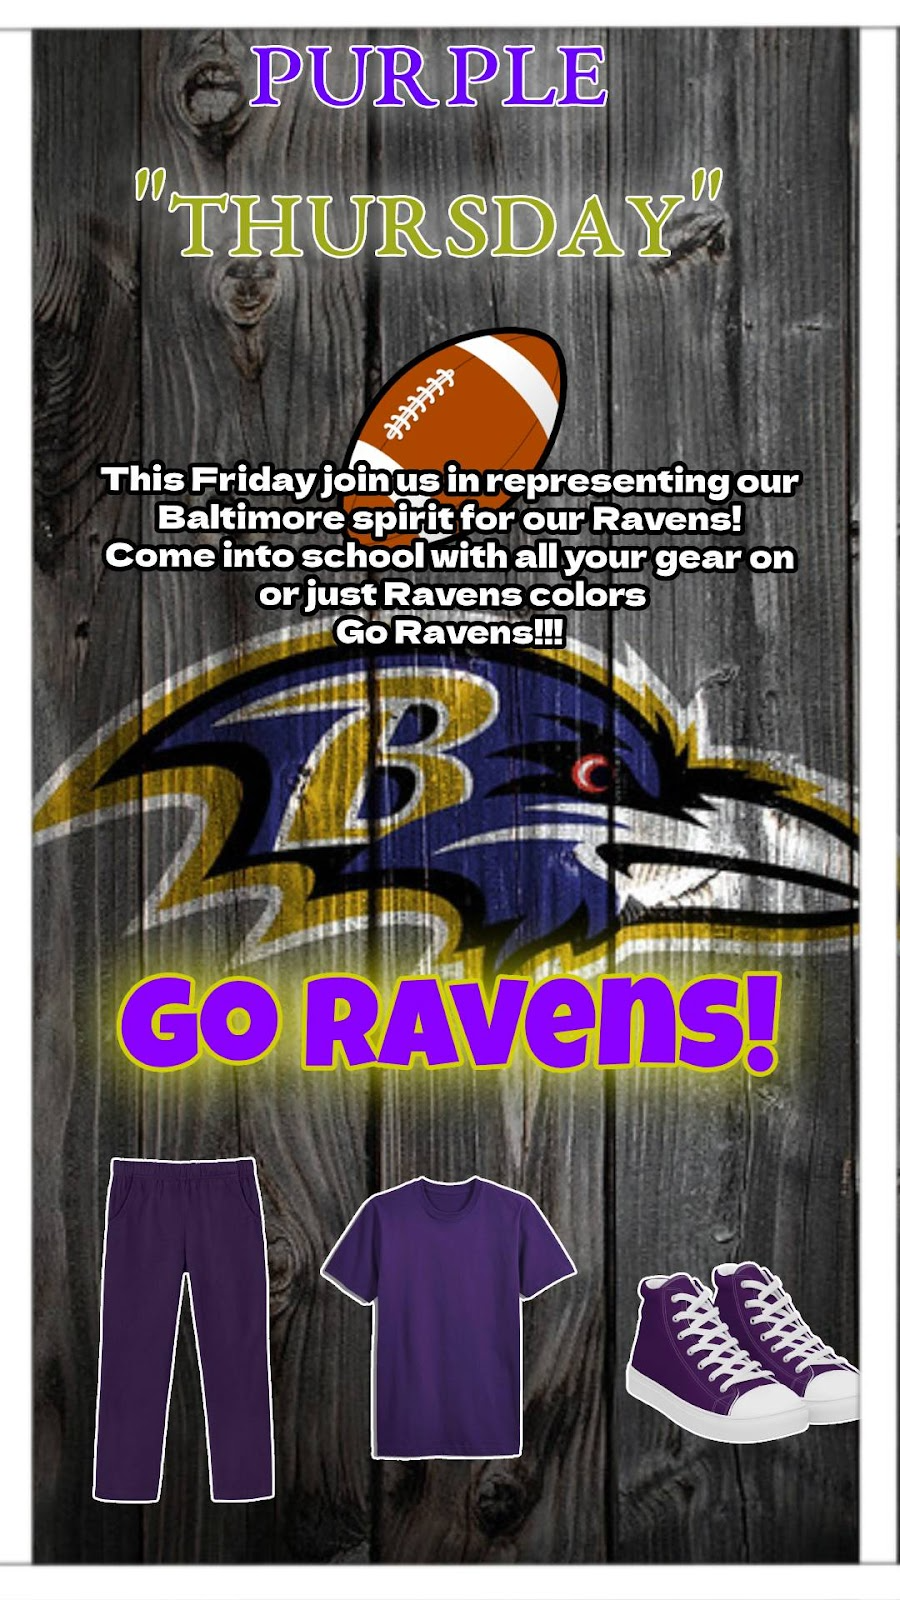 PURPLE
"THURSDAY"
This Friday join us in representing our
Baltimore spirit for our Ravens!
Come into school with all your gear on
or just Ravens colors
Go Ravens!!!
B
GO RAVens!